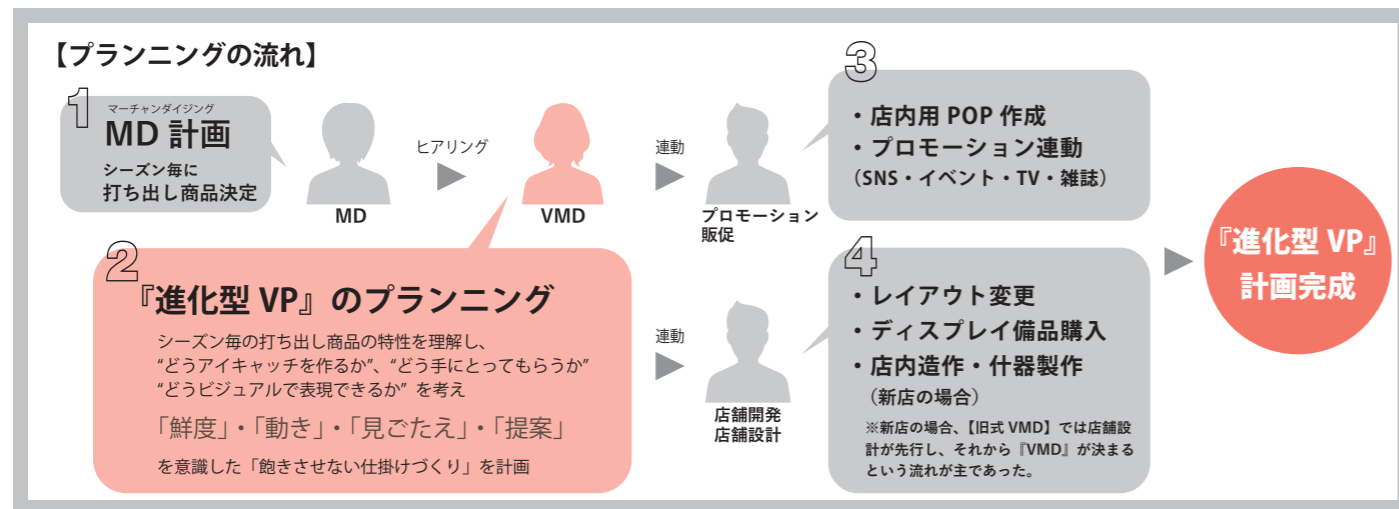 【プランニングの流れ】
1
マーチャンダイジング
MD 計画
シーズン毎に
打ち出し商品決定
MD
ヒアリング
VMD
連動
プロモーション
販促
3
・店内用 POP 作成
・プロモーション連動
（SNS・イベント・TV・雑誌）
2
『進化型 VP』のプランニング
シーズン毎の打ち出し商品の特性を理解し、
“どうアイキャッチを作るか”、“どう手にとってもらうか”
“どうビジュアルで表現できるか” を考え
「鮮度」・「動き」・「見ごたえ」・「提案」
を意識した「飽きさせない仕掛けづくり」を計画
連動
店舗開発
店舗設計
4
・レイアウト変更
・ディスプレイ備品購入
・店内造作・什器製作
（新店の場合）
※新店の場合、【旧式 VMD】では店舗設
計が先行し、それから『VMD』が決まる
という流れが主であった。
『進化型 VP』
計画完成